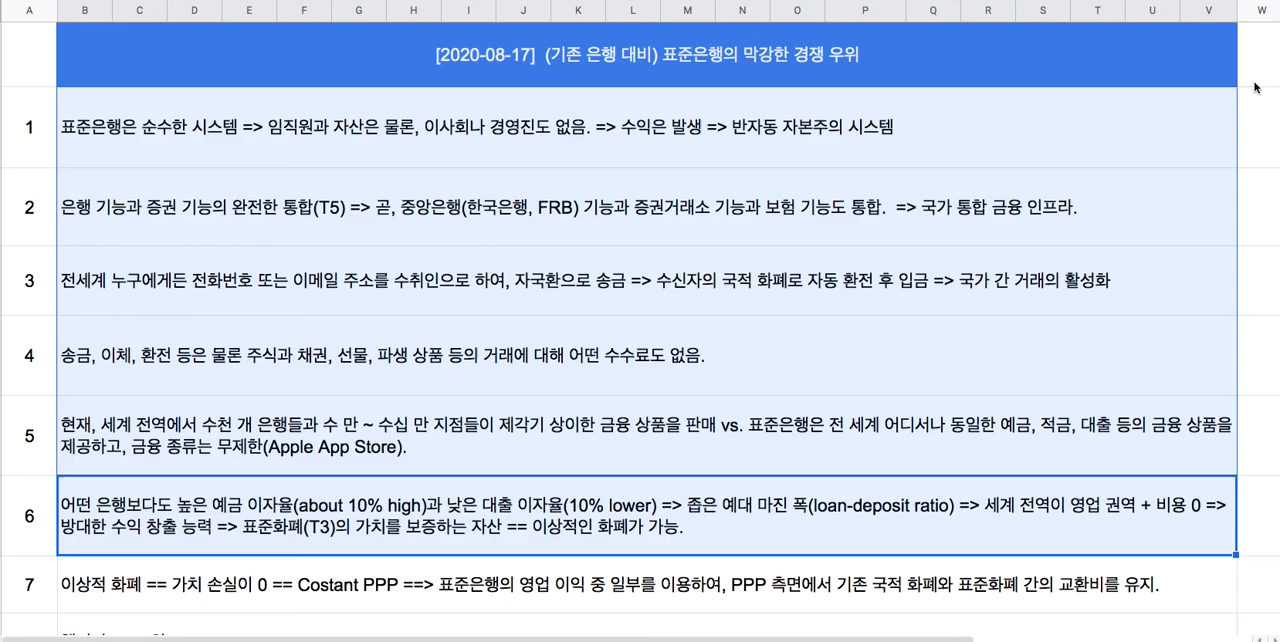 A B C D E F G H I J K L M N O P Q R S T U V W
[2020-08-17] (기존 은행 대비) 표준은행의 막강한 경쟁 우위
1 표준은행은 순수한 시스템 => 임직원과 자산은 물론, 이사회나 경영진도 없음. => 수익은 발생 => 반자동 자본주의 시스템
2 은행 기능과 증권 기능의 완전한 통합(T5) => 곧, 중앙은행(한국은행, FRB) 기능과 증권거래소 기능과 보험 기능도 통합. => 국가 통합 금융 인프라.
3 전세계 누구에게든 전화번호 또는 이메일 주소를 수취인으로 하여, 자국환으로 송금 => 수신자의 국적 화폐로 자동 환전 후 입금 => 국가 간 거래의 활성화
4 송금, 이체, 환전 등은 물론 주식과 채권, 선물, 파생 상품 등의 거래에 대해 어떤 수수료도 없음.
5 현재, 세계 전역에서 수천 개 은행들과 수 만 ~ 수십 만 지점들이 제각기 상이한 금융 상품을 판매 vs. 표준은행은 전 세계 어디서나 동일한 예금, 적금, 대출 등의 금융 상품을
제공하고, 금융 종류는 무제한(Apple App Store).
6 어떤 은행보다도 높은 예금 이자율(about 10% high)과 낮은 대출 이자율(10% lower) => 좁은 예대 마진 폭(loan-deposit ratio) => 세계 전역이 영업 권역 + 비용 0 =>
방대한 수익 창출 능력 => 표준화폐(T3)의 가치를 보증하는 자산 == 이상적인 화폐가 가능.
7 이상적 화폐 == 가치 손실이 0 == Costant PPP ==> 표준은행의 영업 이익 중 일부를 이용하여, PPP 측면에서 기존 국적 화폐와 표준화폐 간의 교환비를 유지.